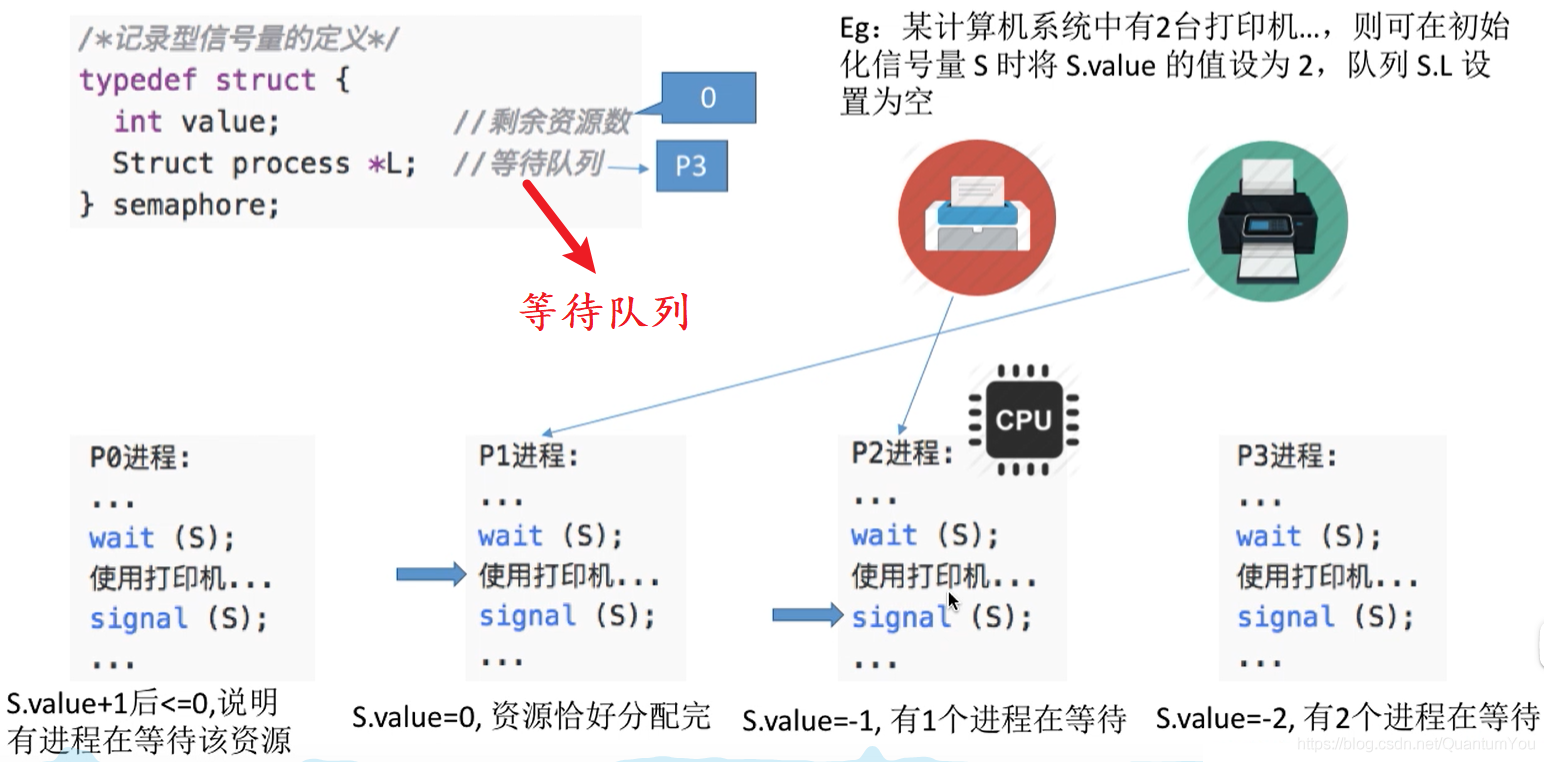 /*记录型信号量的定义*/
typedef struct {
int value; //剩余资源数
Struct process *L; //等待队列
} semaphore;
0
P3
等待队列
Eg：某计算机系统中有2台打印机…，则可在初始
化信号量 S 时将 S.value 的值设为 2，队列 S.L 设
置为空
CPU
P0进程:
...
wait (S);
使用打印机...
signal (S);
...
S.value+1后<=0,说明
有进程在等待该资源
P1进程:
...
wait (S);
使用打印机...
signal (S);
...
S.value=0, 资源恰好分配完
P2进程:
...
wait (S);
使用打印机...
signal (S);
...
S.value=-1, 有1个进程在等待
P3进程:
...
wait (S);
使用打印机...
signal (S);
...
S.value=-2, 有2个进程在等待
https://blog.csdn.net/QuantumYou